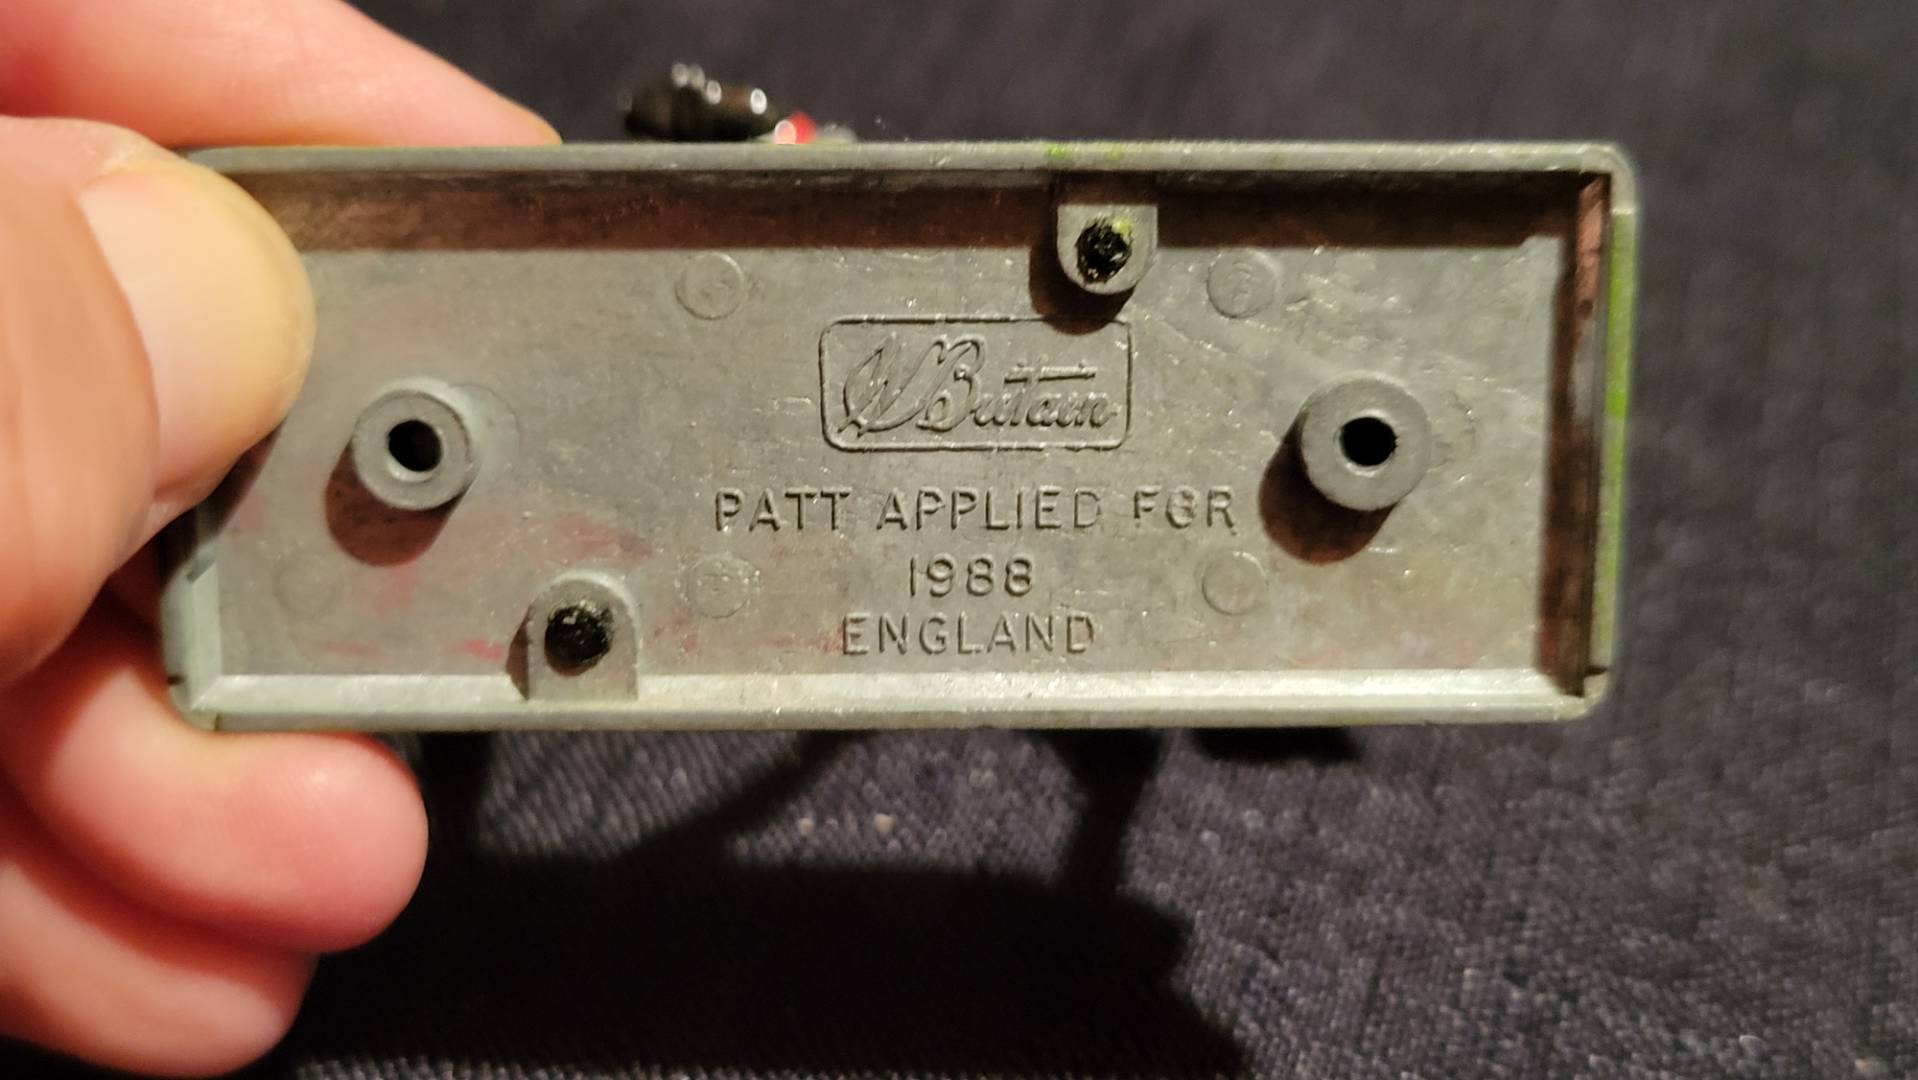 W Britain
PATT APPLIED FOR
1988
ENGLAND